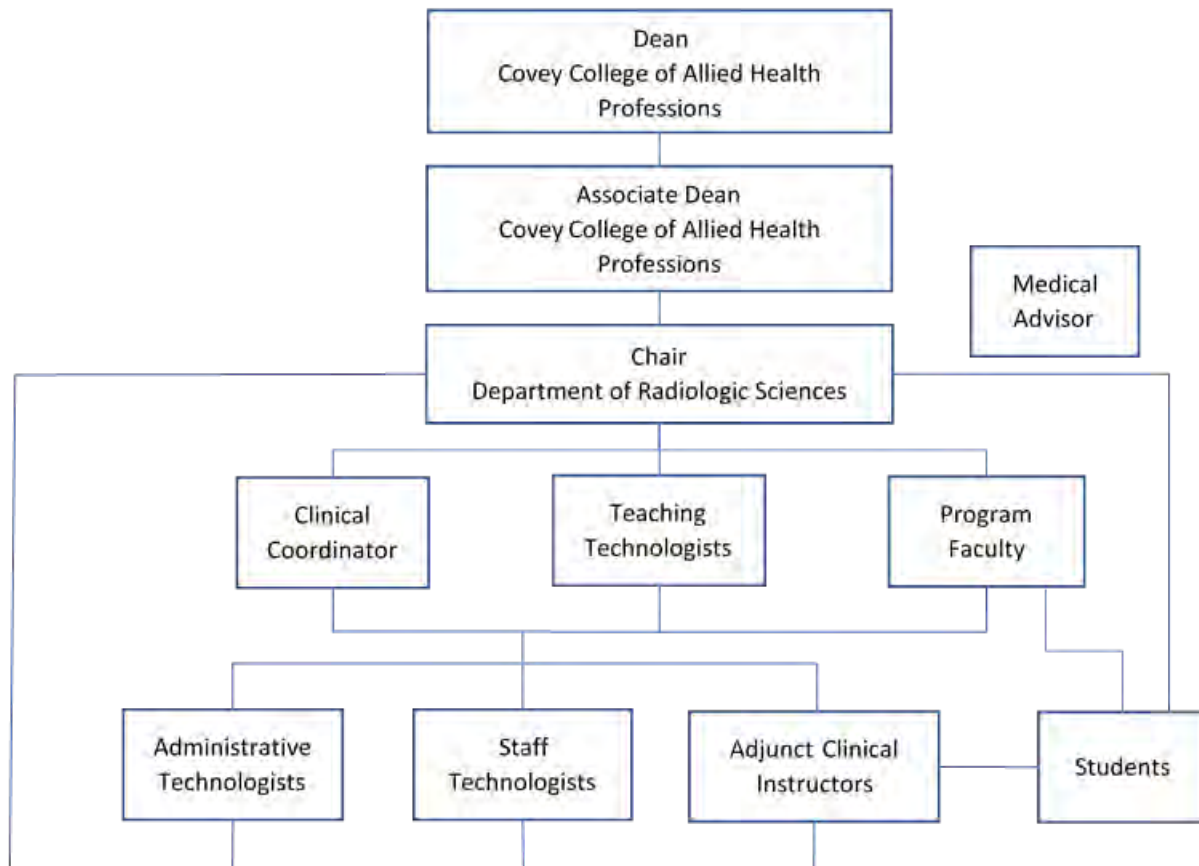 Dean
Covey College of Allied Health
Professions
Associate Dean
Covey College of Allied Health
Professions
Medical
Advisor
Chair
Department of Radiologic Sciences
Clinical
Coordinator
Teaching
Technologists
Program
Faculty
Administrative
Technologists
Staff
Technologists
Adjunct Clinical
Instructors
Students